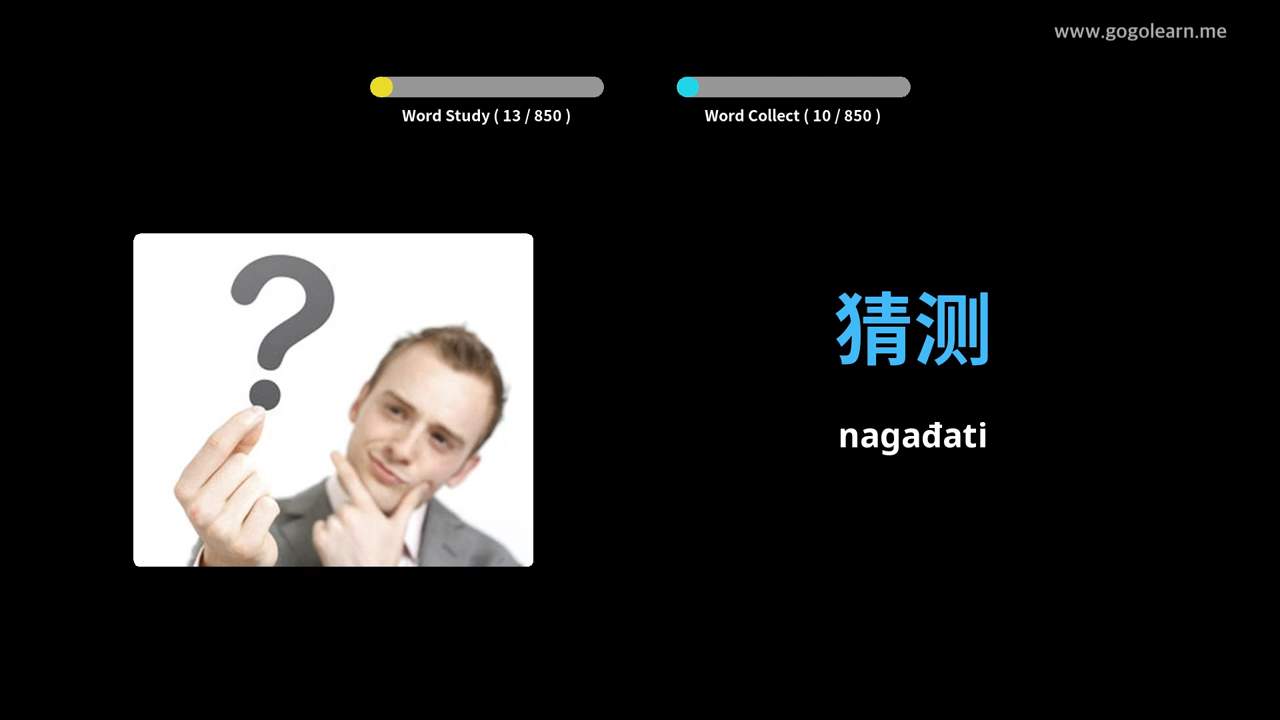 www.gogolearn.me
Word Study ( 13 / 850 )
Word Collect ( 10 / 850 )
?
猜测
nagađati